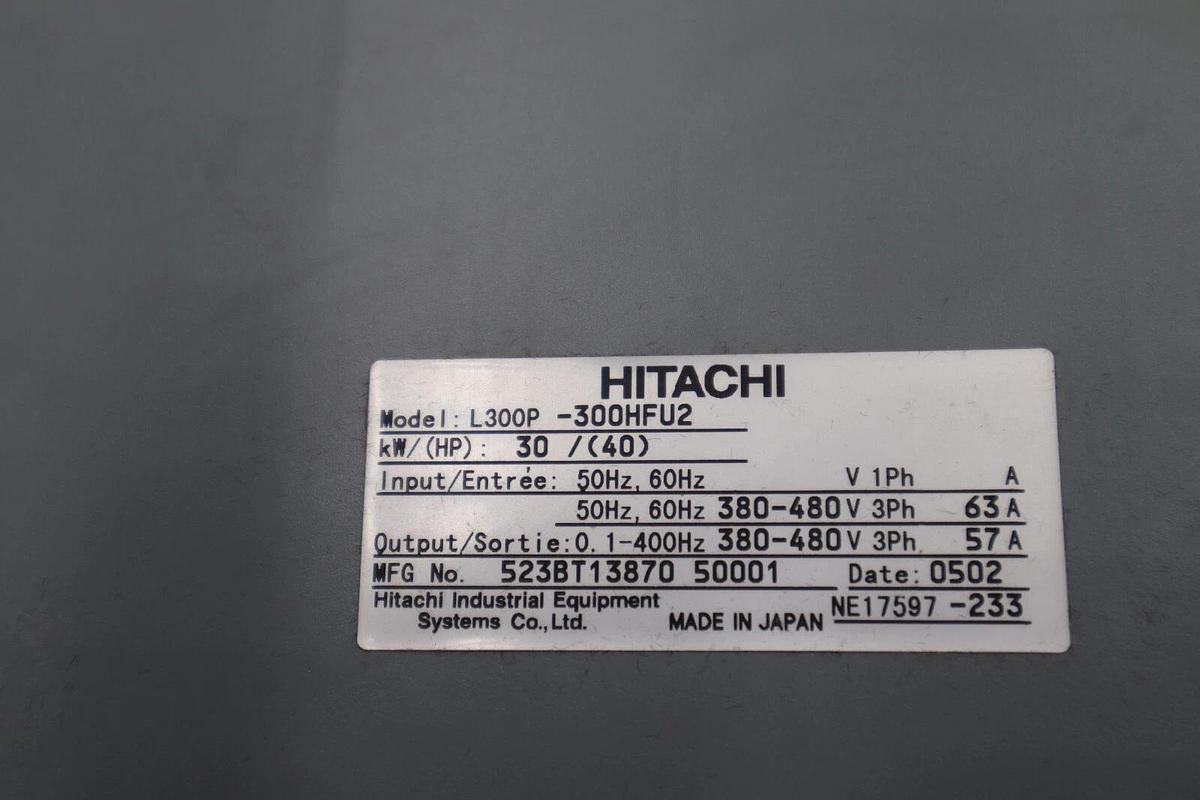 HITACHI
Model: L300P -300HFU2
kW/(HP): 30 /(40)
Input/Entrée: 50Hz, 60Hz V 1Ph A
50Hz, 60Hz 380-480 V 3Ph 63 A
Output/Sortie: 0.1-400Hz 380-480 V 3Ph 57 A
MFG No. 523BT13870 50001 Date: 0502
Hitachi Industrial Equipment
Systems Co., Ltd. MADE IN JAPAN NE17597 -233